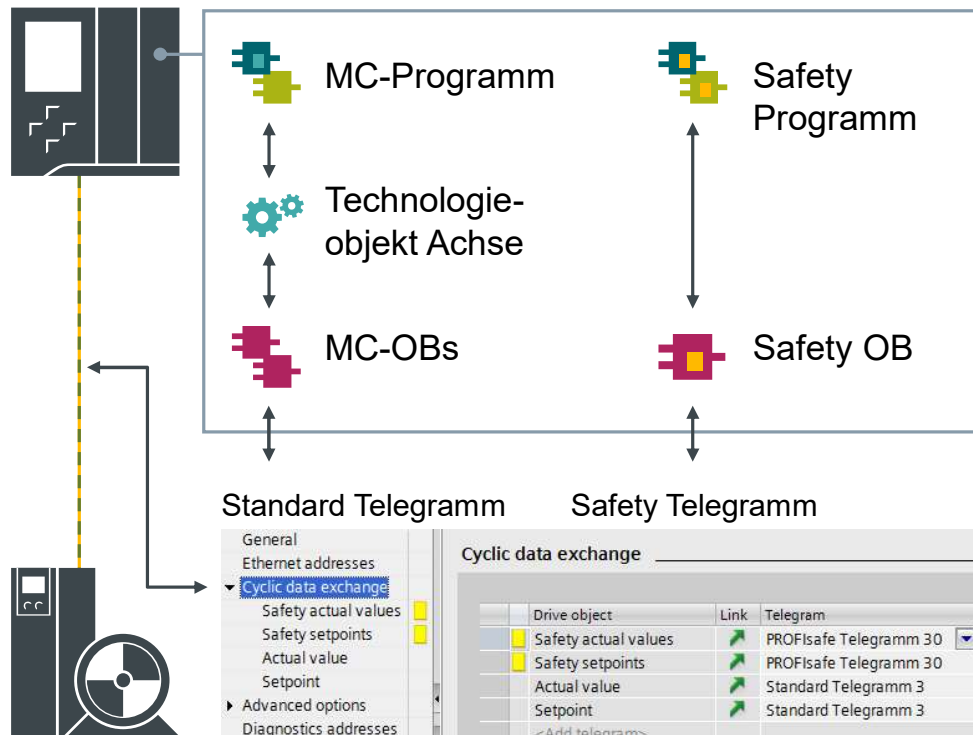 MC-Programm
Safety
Programm
Technologie-
objekt Achse
MC-OBs
Safety OB
Standard Telegramm
Safety Telegramm
General
Ethernet addresses
Cyclic data exchange
Safety actual values
Safety setpoints
Actual value
Setpoint
Advanced options
Diagnostics addresses
Cyclic data exchange
Drive object Link Telegram
Safety actual values PROFIsafe Telegramm 30
Safety setpoints PROFIsafe Telegramm 30
Actual value Standard Telegramm 3
Setpoint Standard Telegramm 3
<Add telegram>